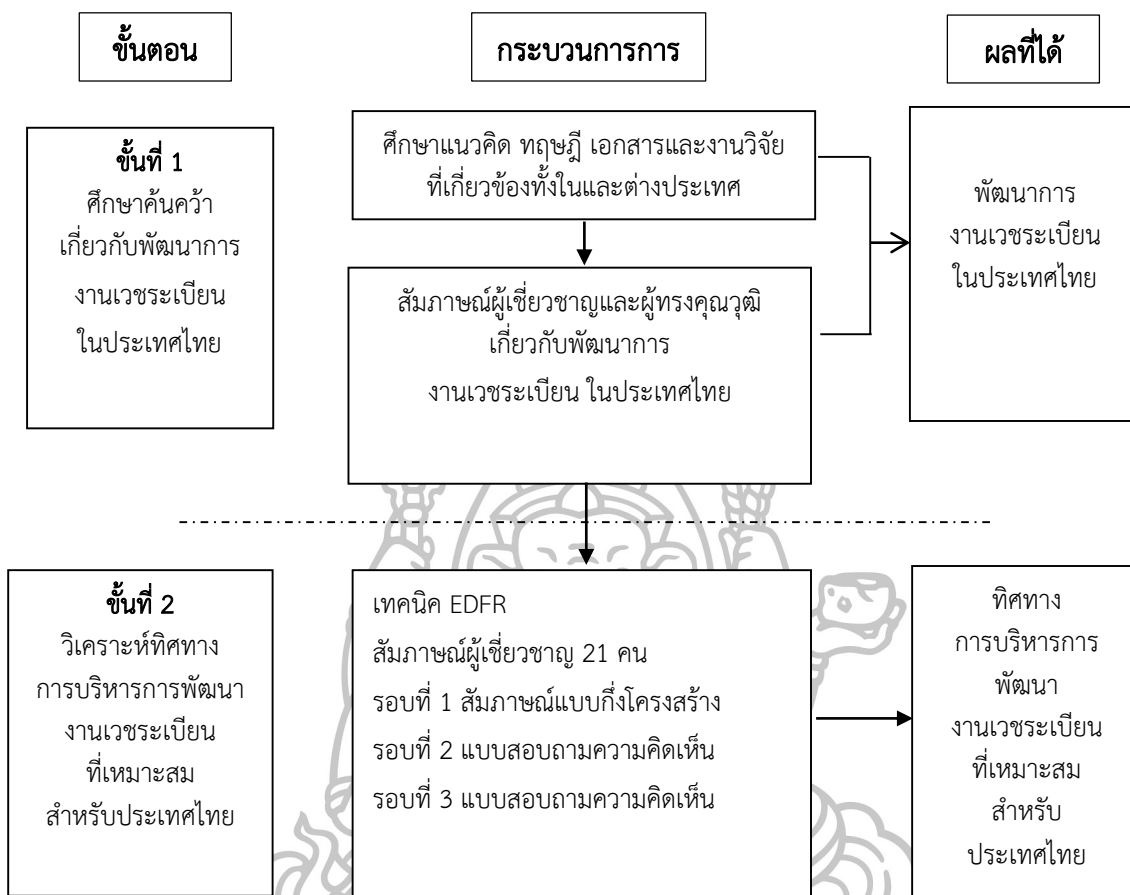 ขั้นตอน
กระบวนการการ
ผลที่ได้
ขั้นที่ 1
ศึกษาค้นคว้า
เกี่ยวกับพัฒนาการ
งานเวชระเบียน
ในประเทศไทย
ศึกษาแนวคิด ทฤษฎี เอกสารและงานวิจัย
ที่เกี่ยวข้องทั้งในและต่างประเทศ
สัมภาษณ์ผู้เชี่ยวชาญและผู้ทรงคุณวุฒิ
เกี่ยวกับพัฒนาการ
งานเวชระเบียน ในประเทศไทย
พัฒนาการ
งานเวชระเบียน
ในประเทศไทย
ขั้นที่ 2
วิเคราะห์ทิศทาง
การบริหารการพัฒนา
งานเวชระเบียน
ที่เหมาะสม
สำหรับประเทศไทย
เทคนิค EDFR
สัมภาษณ์ผู้เชี่ยวชาญ 21 คน
รอบที่ 1 สัมภาษณ์แบบกึ่งโครงสร้าง
รอบที่ 2 แบบสอบถามความคิดเห็น
รอบที่ 3 แบบสอบถามความคิดเห็น
ทิศทาง
การบริหารการ
พัฒนา
งานเวชระเบียน
ที่เหมาะสม
สำหรับ
ประเทศไทย